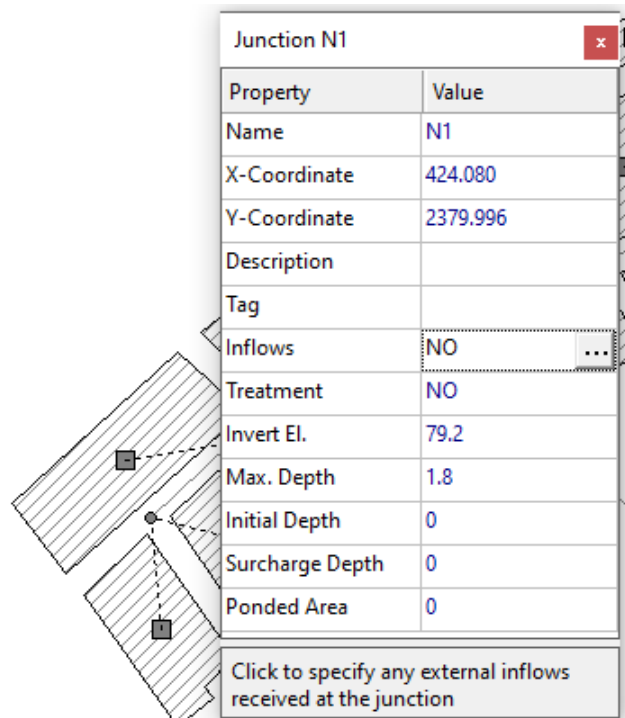 Junction N1
x
Property Value
Name N1
X-Coordinate 424.080
Y-Coordinate 2379.996
Description
Tag
Inflows NO ...
Treatment NO
Invert El. 79.2
Max. Depth 1.8
Initial Depth 0
Surcharge Depth 0
Ponded Area 0
Click to specify any external inflows
received at the junction